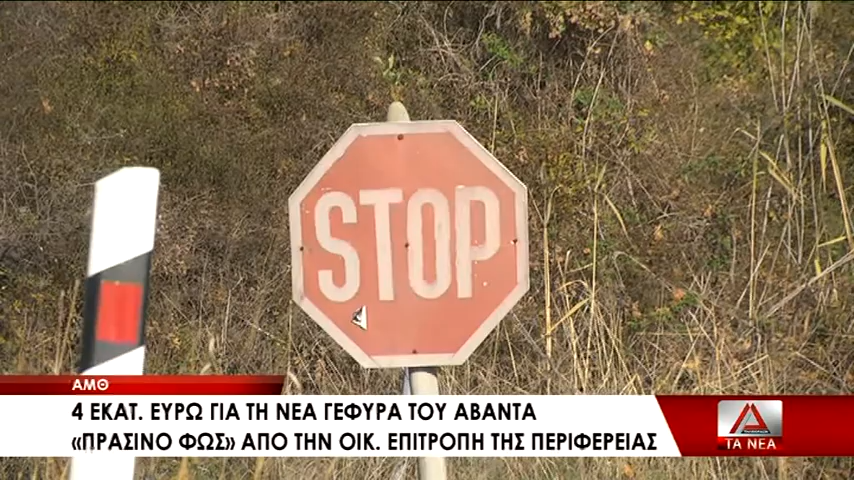 STOP
ΑΜΘ
4 ΕΚΑΤ. ΕΥΡΩ ΓΙΑ ΤΗ ΝΕΑ ΓΕΦΥΡΑ ΤΟΥ ΑΒΑΝΤΑ
«ΠΡΑΣΙΝΟ ΦΩΣ» ΑΠΟ ΤΗΝ ΟΙΚ. ΕΠΙΤΡΟΠΗ ΤΗΣ ΠΕΡΙΦΕΡΕΙΑΣ
ΤΑ ΝΕΑ